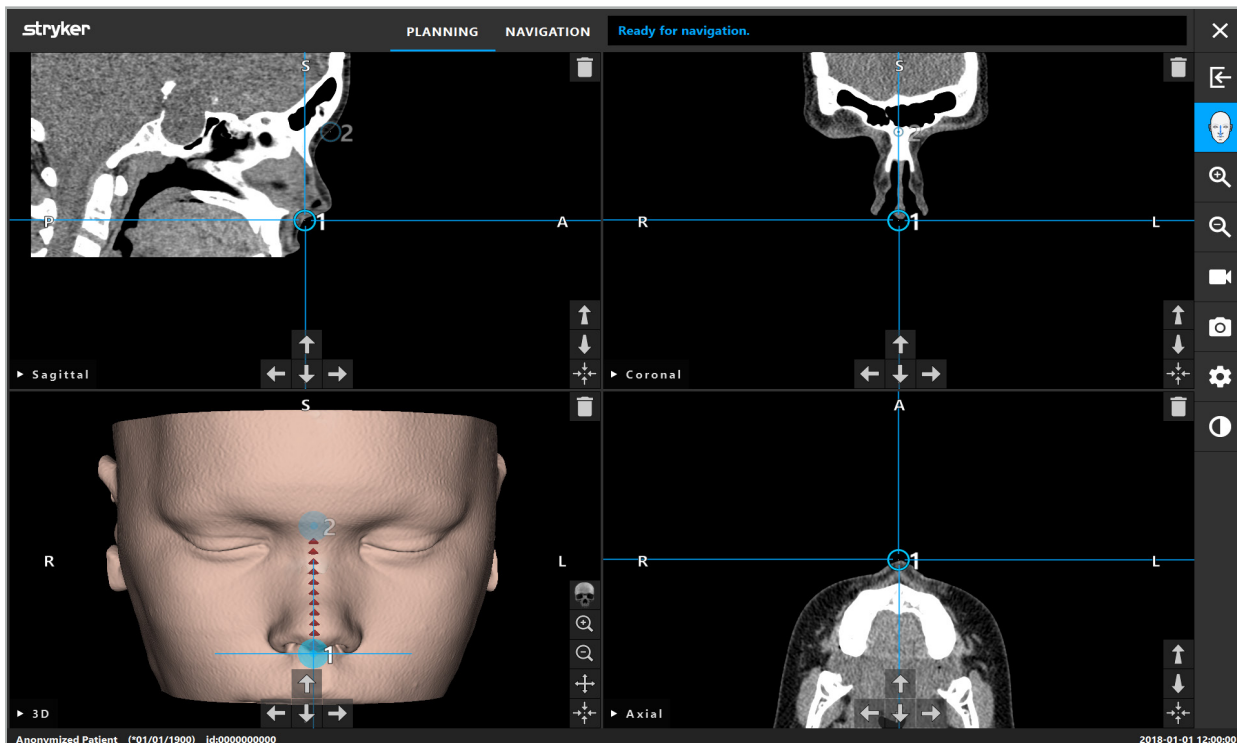 stryker PLANNING NAVIGATION Ready for navigation.
S
2
P
1
A
Sagittal
S
2
R
1
L
Coronal
S
2
R
L
1
3D
A
R
1
L
Axial
Anonymized Patient (*01/01/1900) id:0000000000 2018-01-01 12:00:00